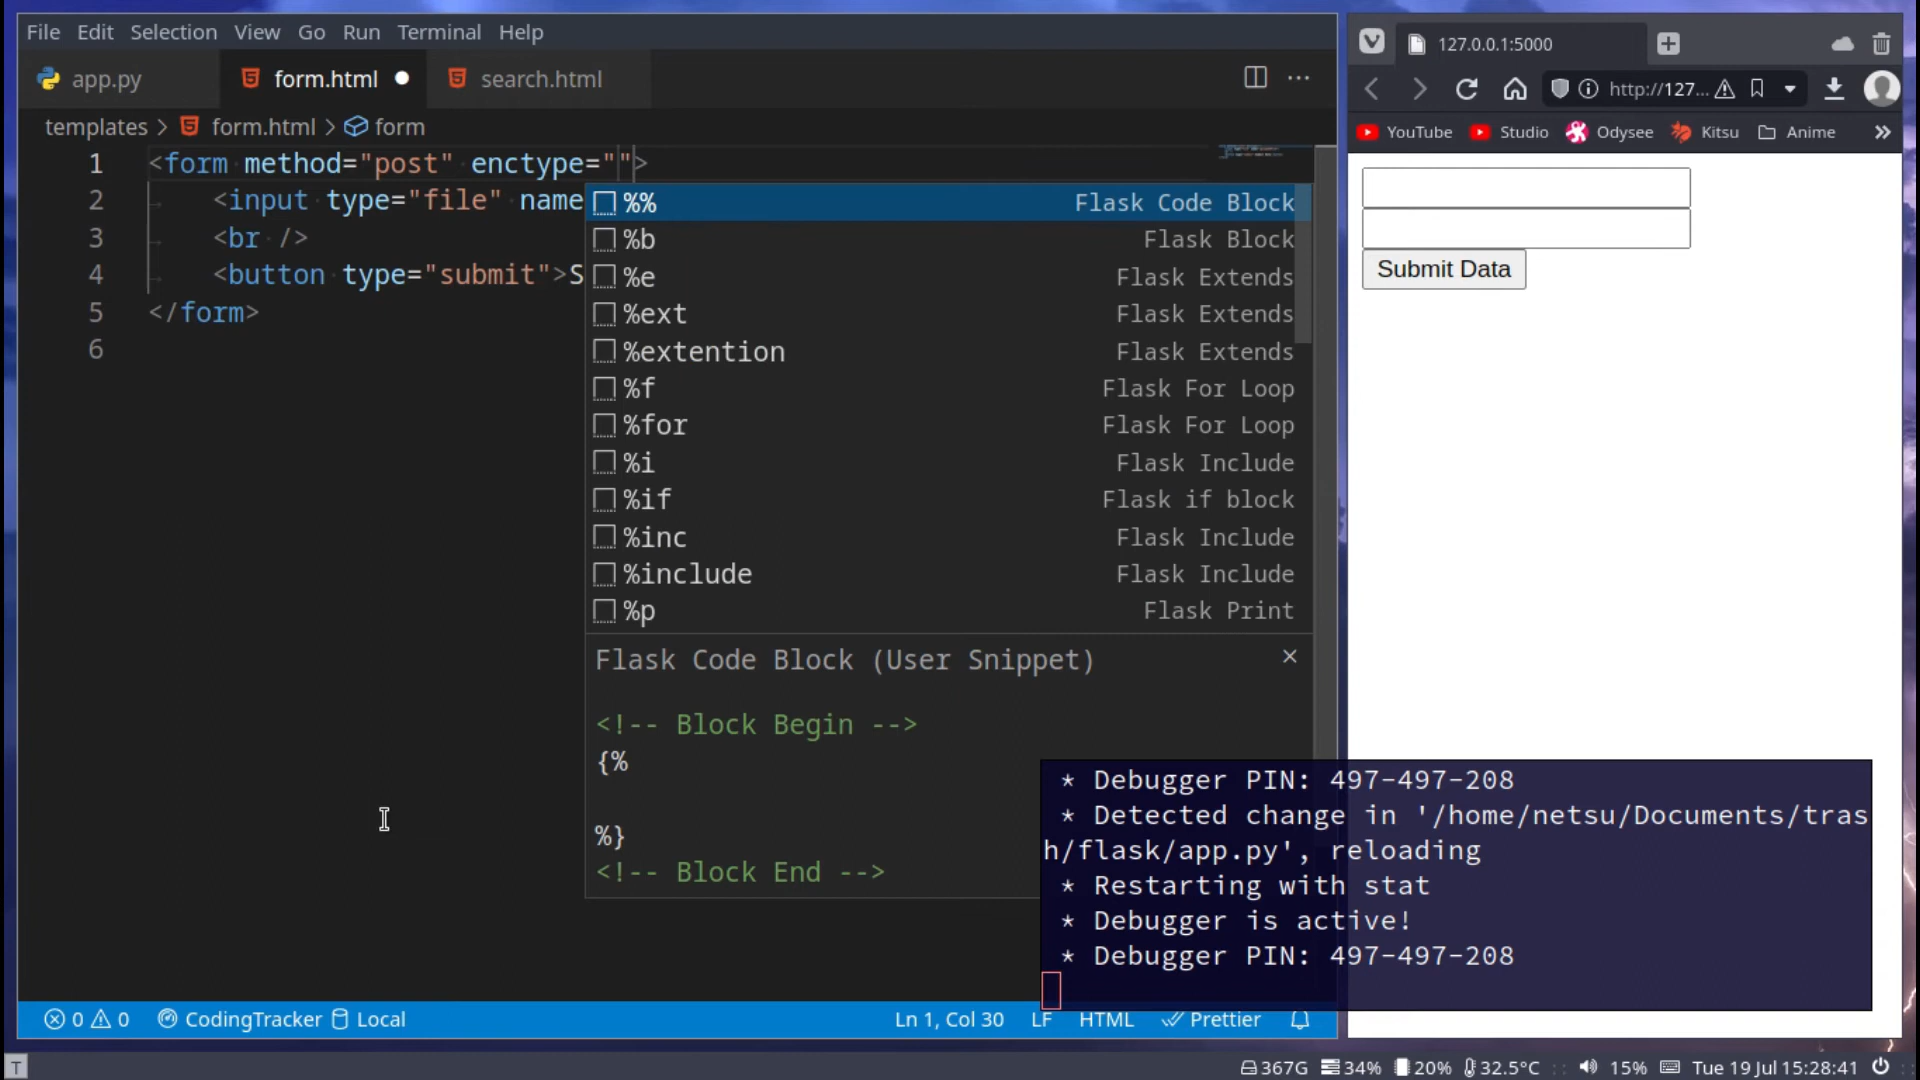 File Edit Selection View Go Run Terminal Help
app.py form.html search.html
templates > form.html > form
1 <form method="post" enctype="">
2 <input type="file" name
3 <br />
4 <button type="submit">S
5 </form>
6
%% Flask Code Block
%b Flask Block
%e Flask Extends
%ext Flask Extends
%extention Flask Extends
%f Flask For Loop
%for Flask For Loop
%i Flask Include
%if Flask if block
%inc Flask Include
%include Flask Include
%p Flask Print
Flask Code Block (User Snippet) ×
<!-- Block Begin -->
{%
%}
<!-- Block End -->
0 0 CodingTracker Local Ln 1, Col 30 LF HTML Prettier
127.0.0.1:5000
http://127...
YouTube Studio Odysee Kitsu Anime »
Submit Data
* Debugger PIN: 497-497-208
* Detected change in '/home/netsu/Documents/tras
h/flask/app.py', reloading
* Restarting with stat
* Debugger is active!
* Debugger PIN: 497-497-208
T 367G 34% 20% 32.5°C :: 15% Tue 19 Jul 15:28:41